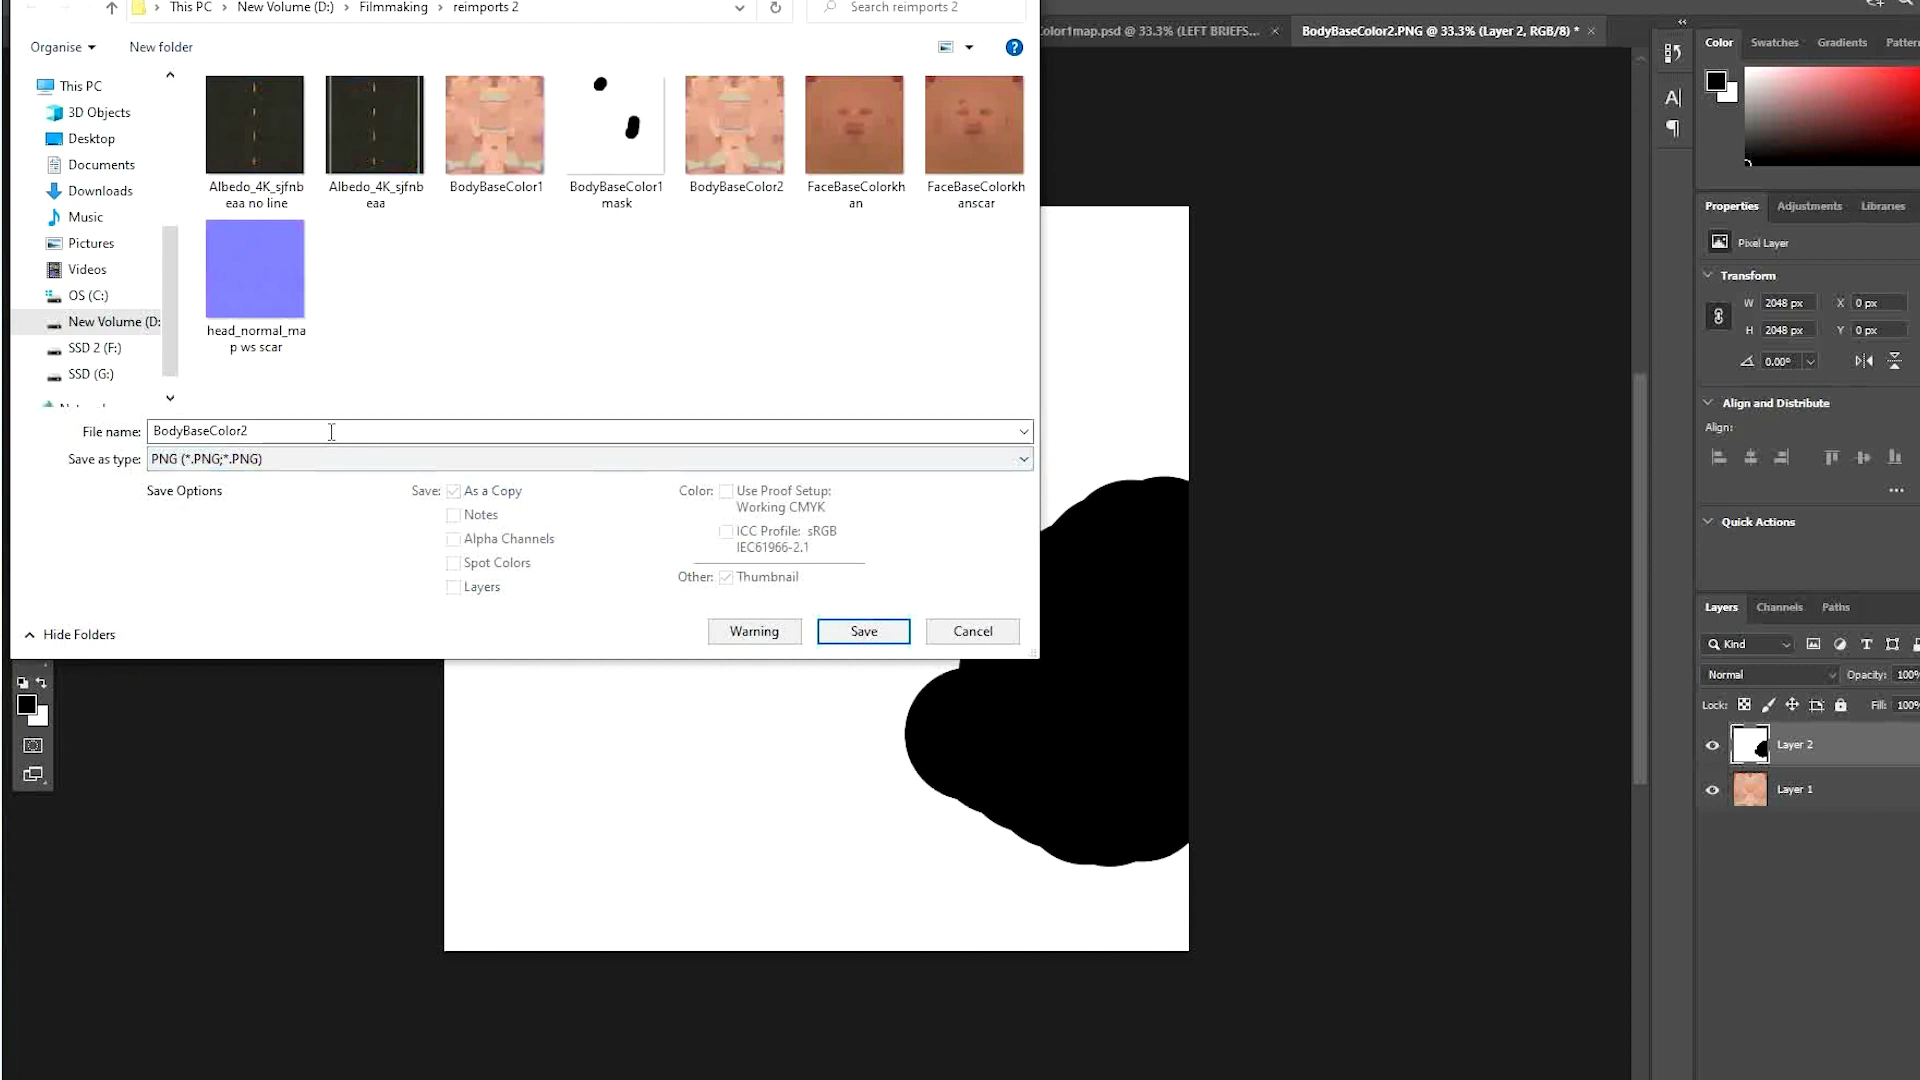 This PC > New Volume (D:) > Filmmaking > reimports 2
Search reimports 2
Organise
New folder
This PC
3D Objects
Desktop
Documents
Downloads
Music
Pictures
Videos
OS (C:)
New Volume (D:
SSD 2 (F:)
SSD (G:)
Albedo_4K_sjfnb
eaa no line
Albedo_4K_sjfnb
eaa
BodyBaseColor1
BodyBaseColor1
mask
BodyBaseColor2
FaceBaseColorkh
an
FaceBaseColorkh
anscar
head_normal_ma
p ws scar
File name: BodyBaseColor2
Save as type: PNG (*.PNG;*.PNG)
Save Options
Save: As a Copy
Notes
Alpha Channels
Spot Colors
Layers
Color: Use Proof Setup:
Working CMYK
ICC Profile: sRGB
IEC61966-2.1
Other: Thumbnail
Hide Folders
Warning
Save
Cancel
Color1map.psd @ 33.3% (LEFT BRIEFS...
BodyBaseColor2.PNG @ 33.3% (Layer 2, RGB/8) *
Color
Swatches
Gradients
Patter
Properties
Adjustments
Libraries
Pixel Layer
Transform
W 2048 px X 0 px
H 2048 px Y 0 px
0.00°
Align and Distribute
Align:
Quick Actions
Layers
Channels
Paths
Kind
Normal
Opacity: 100%
Lock:
Fill: 100%
Layer 2
Layer 1